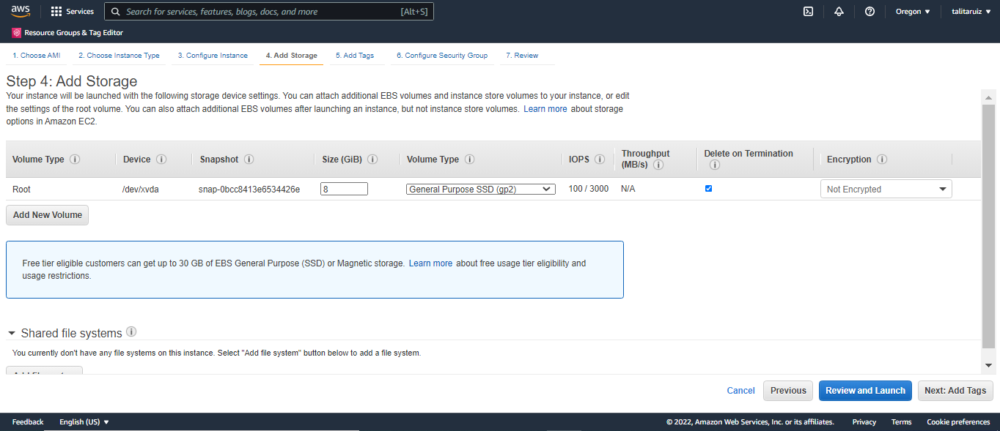 aws
Services
Search for services, features, blogs, docs, and more
[Alt+S]
Oregon
talitaruiz
Resource Groups & Tag Editor
1. Choose AMI
2. Choose Instance Type
3. Configure Instance
4. Add Storage
5. Add Tags
6. Configure Security Group
7. Review
Step 4: Add Storage
Your instance will be launched with the following storage device settings. You can attach additional EBS volumes and instance store volumes to your instance, or edit
the settings of the root volume. You can also attach additional EBS volumes after launching an instance, but not instance store volumes. Learn more about storage
options in Amazon EC2.
Volume Type
Device
Snapshot
Size (GiB)
Volume Type
IOPS
Throughput
(MB/s)
Delete on Termination
Encryption
Root
/dev/xvda
snap-0bcc8413e6534426e
8
General Purpose SSD (gp2)
100 / 3000
N/A
Not Encrypted
Add New Volume
Free tier eligible customers can get up to 30 GB of EBS General Purpose (SSD) or Magnetic storage. Learn more about free usage tier eligibility and
usage restrictions.
Shared file systems
You currently don't have any file systems on this instance. Select "Add file system" button below to add a file system.
Cancel
Previous
Review and Launch
Next: Add Tags
Feedback
English (US)
© 2022, Amazon Web Services, Inc. or its affiliates.
Privacy
Terms
Cookie preferences